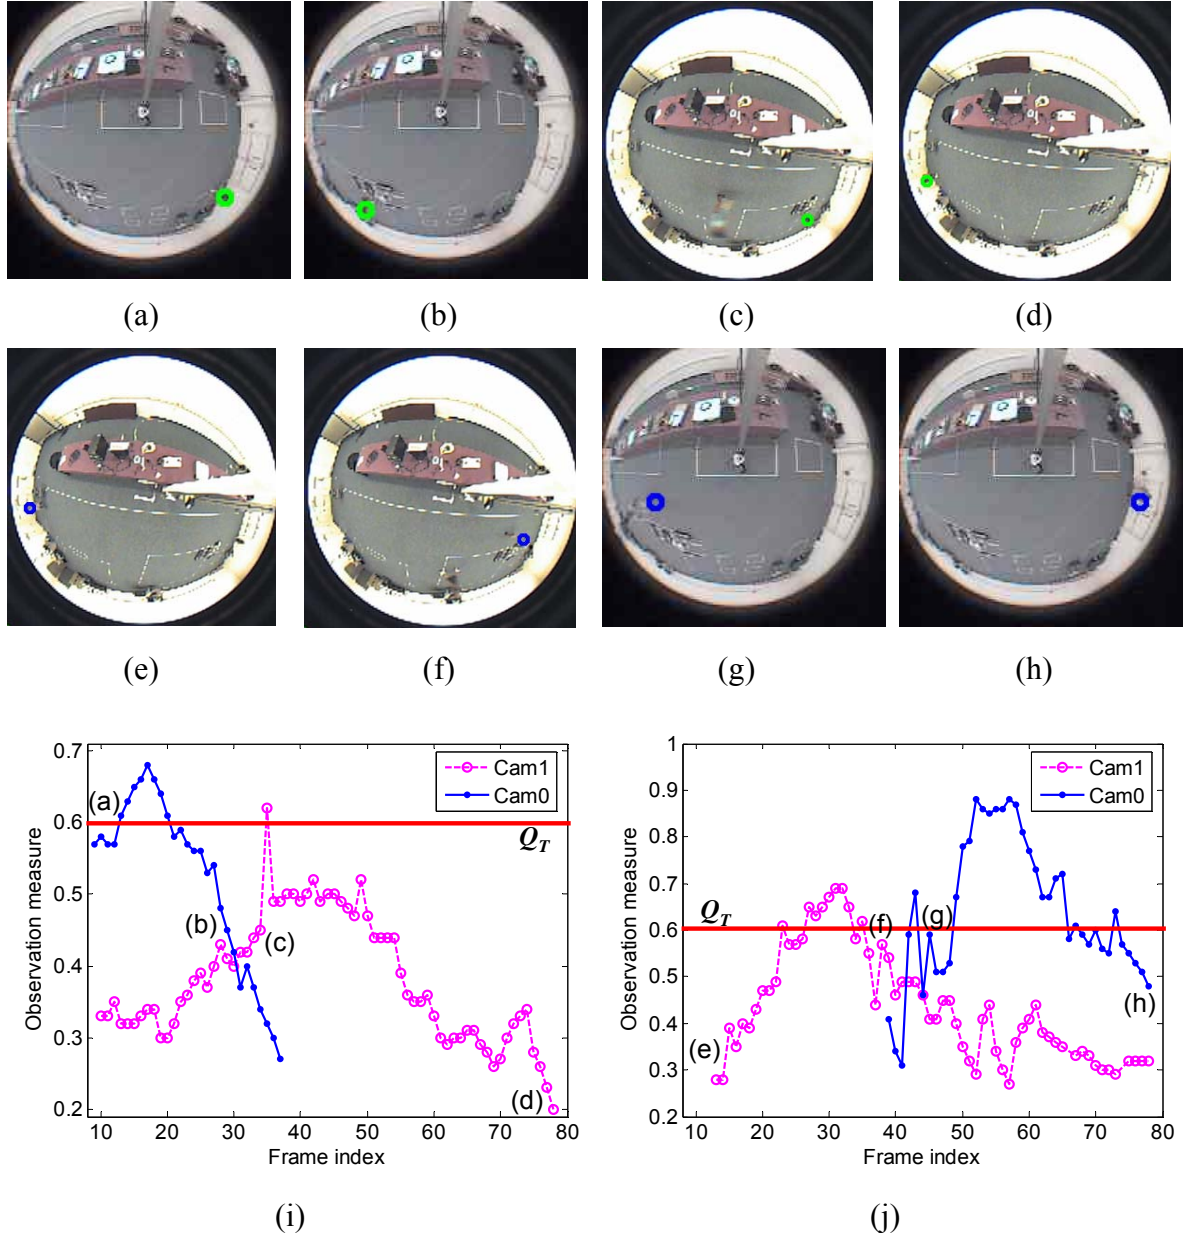 (a) (b) (c) (d)
(e) (f) (g) (h)
0.7
0.6
0.5
0.4
0.3
0.2
Observation measure
Cam1
Cam0
(a)
Q_T
(b)
(c)
(d)
10 20 30 40 50 60 70 80
Frame index
(i)
1
0.9
0.8
0.7
0.6
0.5
0.4
0.3
0.2
Observation measure
Cam1
Cam0
Q_T
(f)
(g)
(e)
(h)
10 20 30 40 50 60 70 80
Frame index
(j)